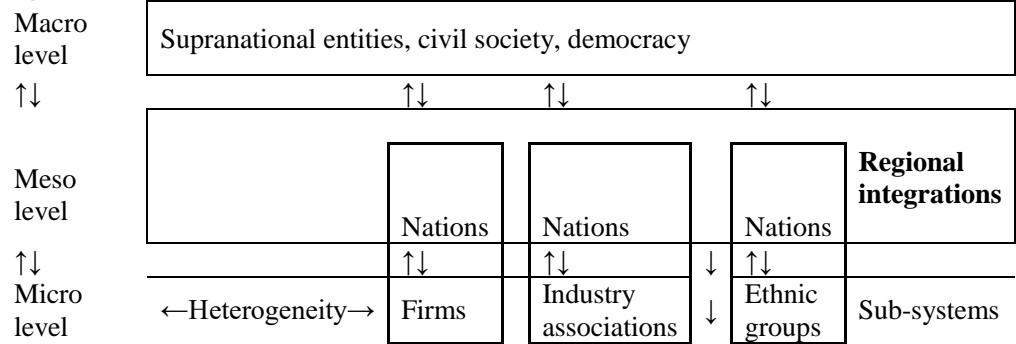 Macro
level
Supranational entities, civil society, democracy
↑↓ ↑↓ ↑↓ ↑↓
Meso
level
Regional
integrations
Nations Nations Nations
↑↓ ↑↓ ↑↓ ↓ ↑↓
Micro
level
←Heterogeneity→
Firms
Industry
associations
↓
Ethnic
groups
Sub-systems